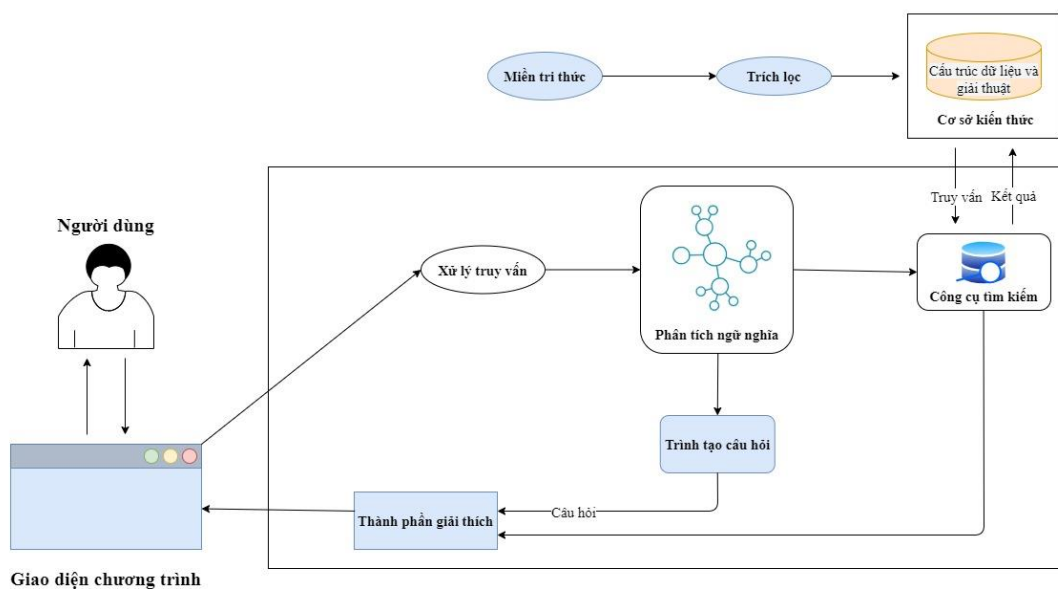 Miền tri thức
Trích lọc
Cấu trúc dữ liệu và
giải thuật
Cơ sở kiến thức
Truy vấn
Kết quả
Người dùng
Xử lý truy vấn
Phân tích ngữ nghĩa
Công cụ tìm kiếm
Trình tạo câu hỏi
Câu hỏi
Thành phần giải thích
Giao diện chương trình